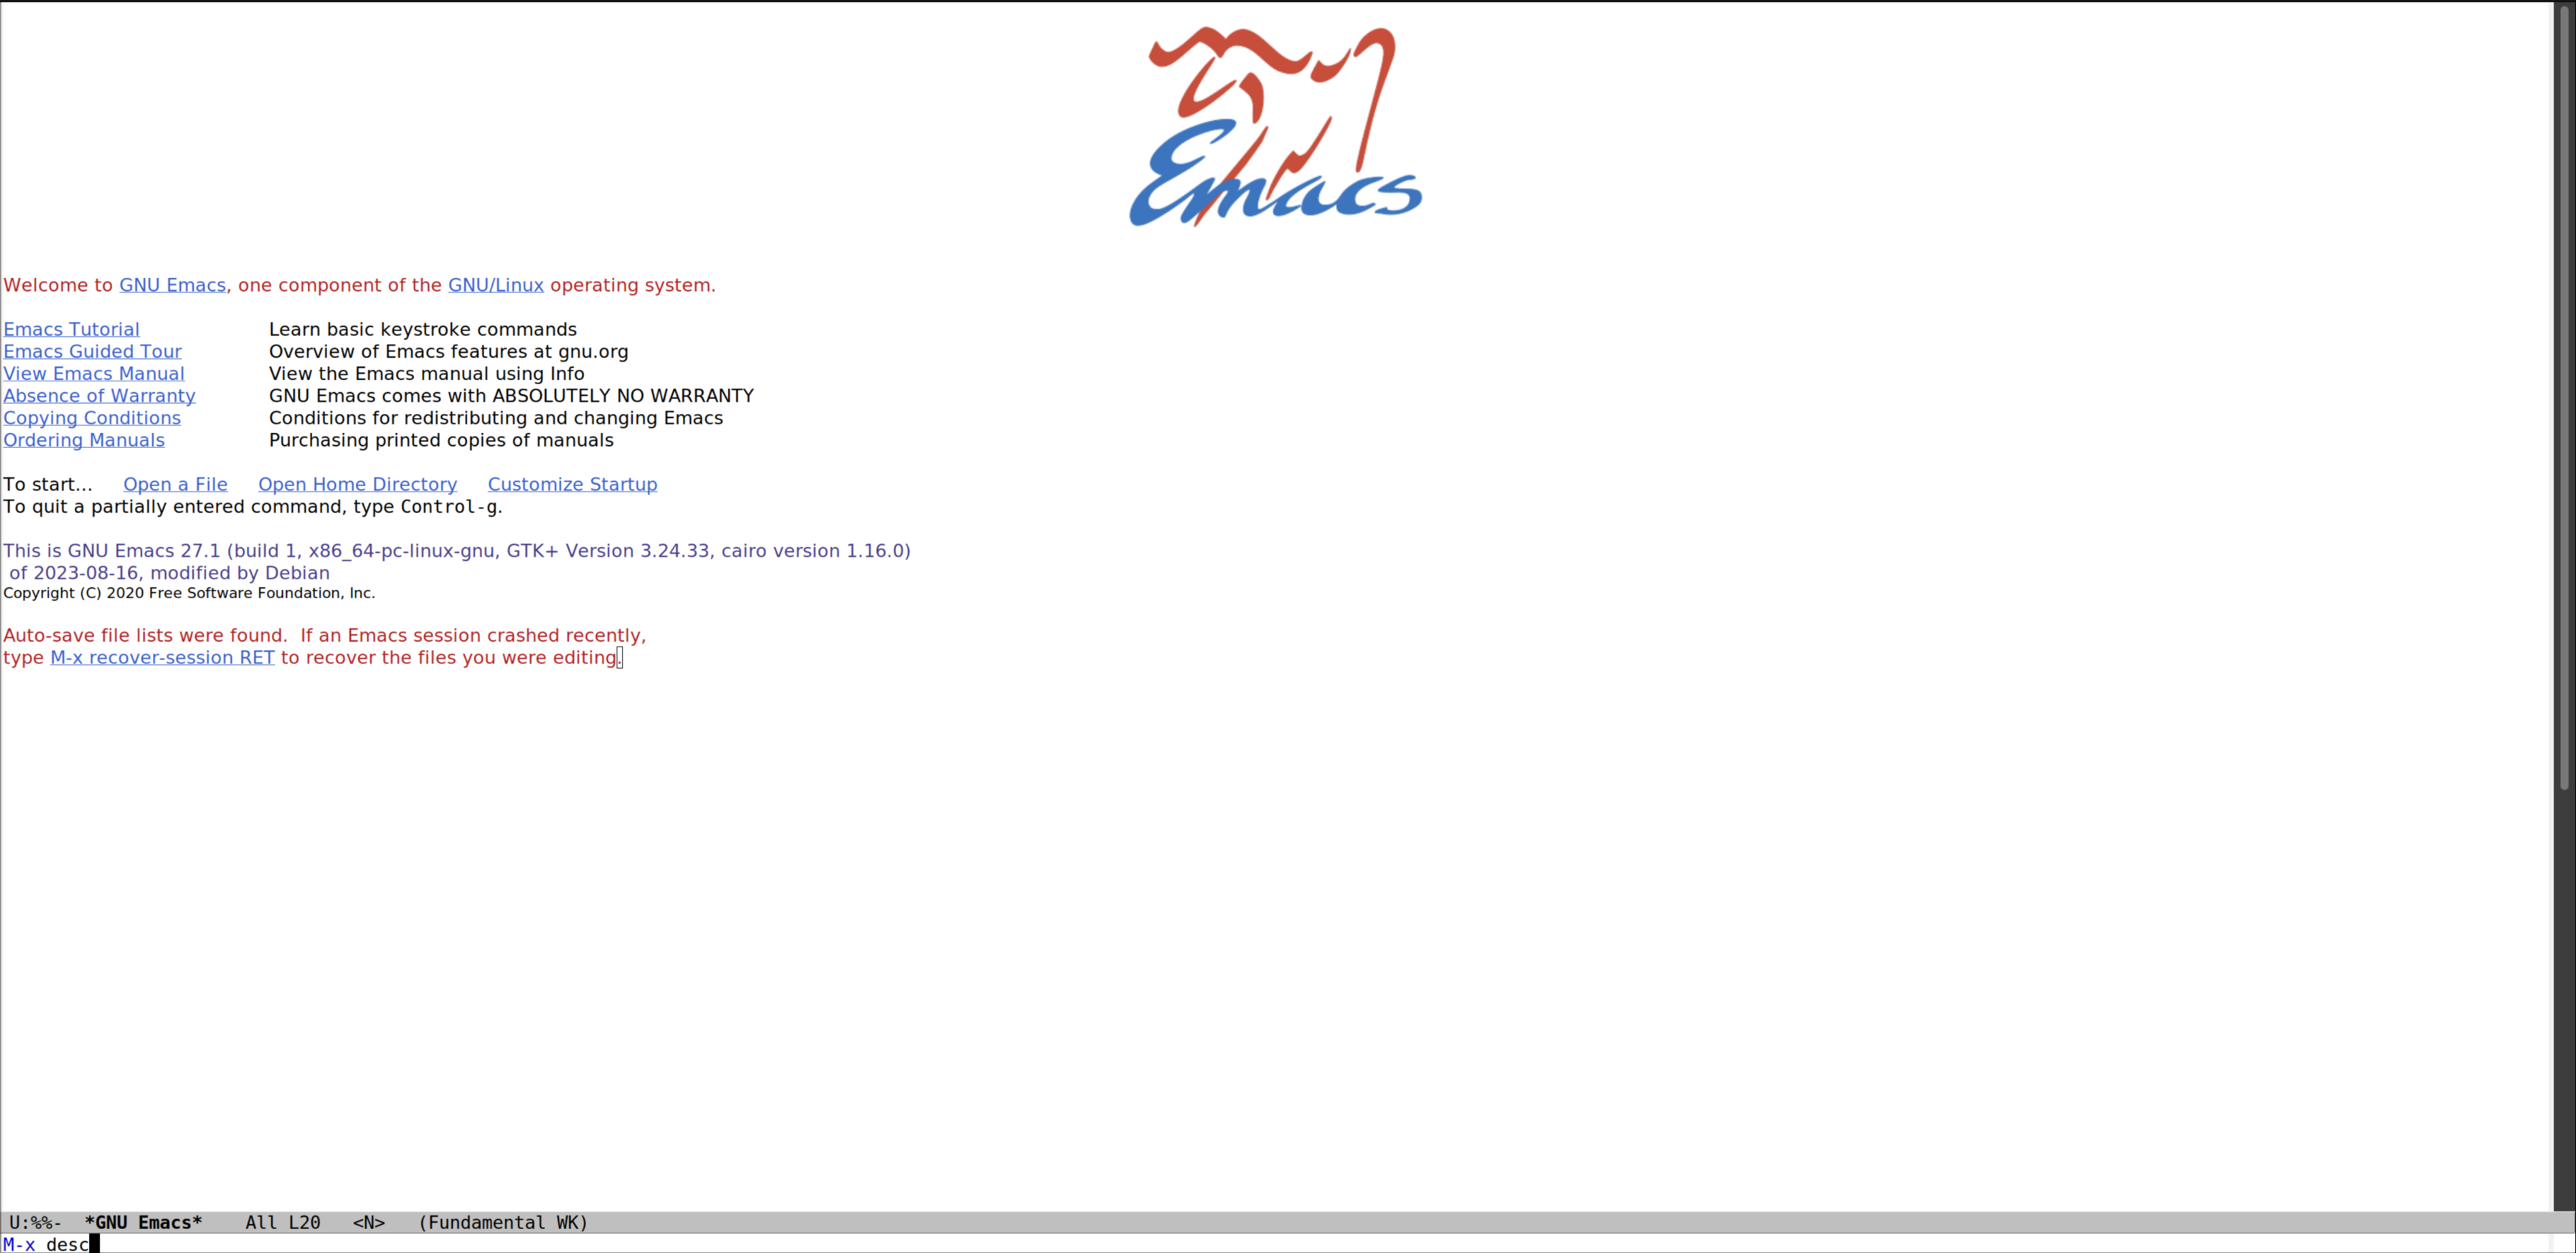 Emacs
Welcome to GNU Emacs, one component of the GNU/Linux operating system.
Emacs Tutorial Learn basic keystroke commands
Emacs Guided Tour Overview of Emacs features at gnu.org
View Emacs Manual View the Emacs manual using Info
Absence of Warranty GNU Emacs comes with ABSOLUTELY NO WARRANTY
Copying Conditions Conditions for redistributing and changing Emacs
Ordering Manuals Purchasing printed copies of manuals
To start... Open a File Open Home Directory Customize Startup
To quit a partially entered command, type Control-g.
This is GNU Emacs 27.1 (build 1, x86_64-pc-linux-gnu, GTK+ Version 3.24.33, cairo version 1.16.0)
of 2023-08-16, modified by Debian
Copyright (C) 2020 Free Software Foundation, Inc.
Auto-save file lists were found. If an Emacs session crashed recently,
type M-x recover-session RET to recover the files you were editing.
U:%%- *GNU Emacs* All L20 <N> (Fundamental WK)
M-x desc